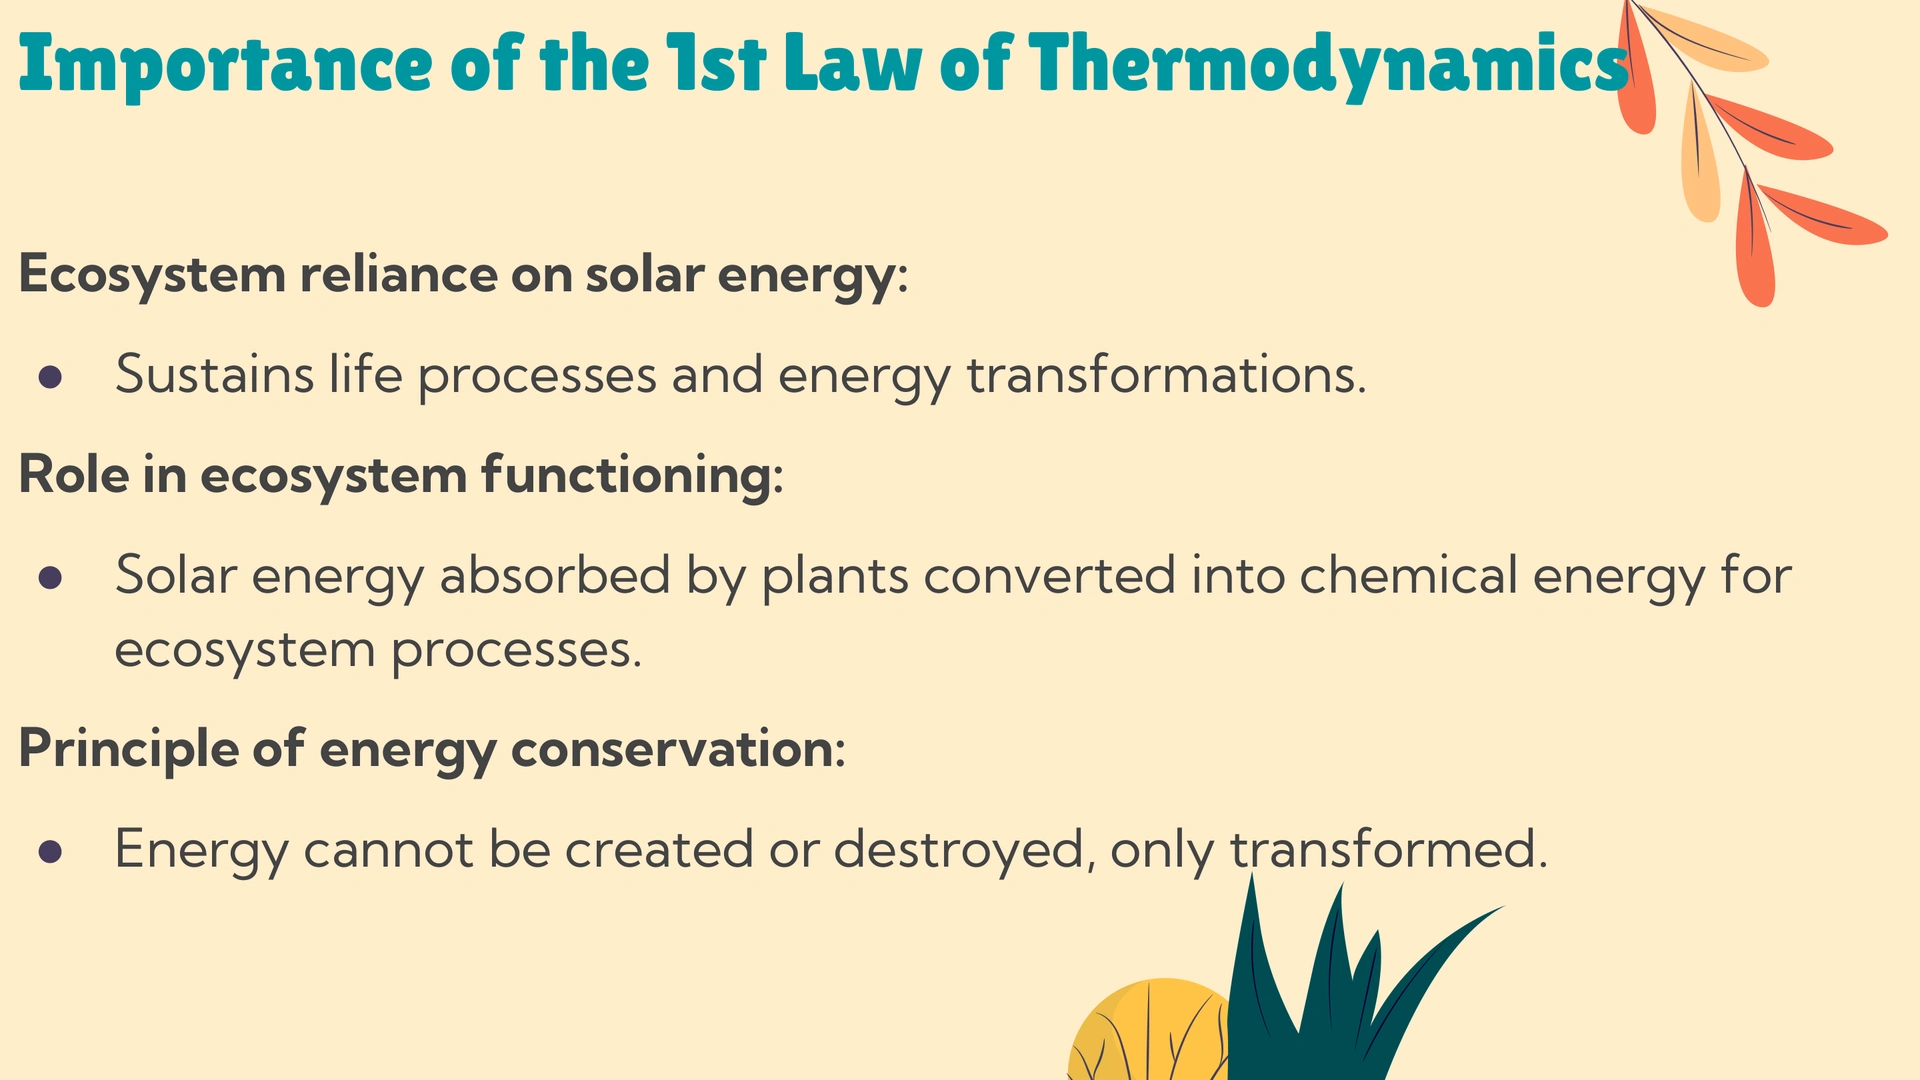 Importance of the 1st Law of Thermodynamics
Ecosystem reliance on solar energy:
● Sustains life processes and energy transformations.
Role in ecosystem functioning:
● Solar energy absorbed by plants converted into chemical energy for
ecosystem processes.
Principle of energy conservation:
● Energy cannot be created or destroyed, only transformed.